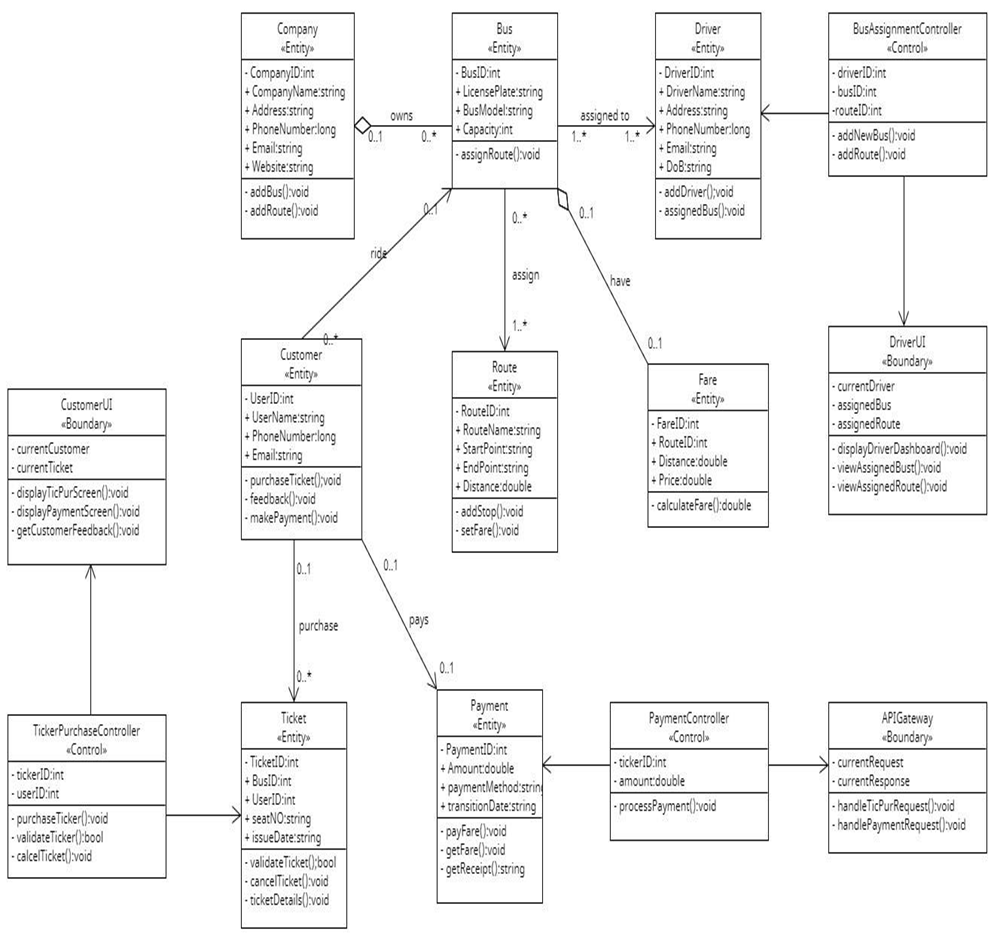 Company
«Entity»
- CompanyID:int
+ CompanyName:string
+ Address:string
+ PhoneNumber:long
+ Email:string
+ Website:string
- addBus():void
- addRoute():void
owns
0..1
0..*
Bus
«Entity»
- BusID:int
+ LicensePlate:string
+ BusModel:string
+ Capacity:int
- assignRoute():void
assigned to
1..*
1..*
Driver
«Entity»
- DriverID:int
+ DriverName:string
+ Address:string
+ PhoneNumber:long
+ Email:string
+ DoB:string
- addDriver();void
- assignedBus():void
BusAssignmentController
«Control»
- driverID:int
- busID:int
-routeID:int
- addNewBus():void
- addRoute():void
0..1
ride
0..*
0..*
assign
1..*
0..1
have
0..1
Customer
«Entity»
- UserID:int
+ UserName:string
+ PhoneNumber:long
+ Email:string
- purchaseTicket();void
- feedback():void
- makePayment():void
Route
«Entity»
- RouteID:int
+ RouteName:string
+ StartPoint:string
+ EndPoint:string
+ Distance:double
- addStop():void
- setFare():void
Fare
«Entity»
- FareID:int
+ RouteID:int
+ Distance:double
+ Price:double
- calculateFare():double
DriverUI
«Boundary»
- currentDriver
- assignedBus
- assignedRoute
- displayDriverDashboard():void
- viewAssignedBust():void
- viewAssignedRoute():void
CustomerUI
«Boundary»
- currentCustomer
- currentTicket
- displayTicPurScreen():void
- displayPaymentScreen():void
- getCustomerFeedback():void
0..1
purchase
0..*
0..1
pays
0..1
TickerPurchaseController
«Control»
- tickerID:int
- userID:int
- purchaseTicker():void
- validateTicker():bool
- calcelTicket():void
Ticket
«Entity»
- TicketID:int
+ BusID:int
+ UserID:int
+ seatNO:string
+ issueDate:string
- validateTicket();bool
- cancelTicket():void
- ticketDetails():void
Payment
«Entity»
- PaymentID:int
+ Amount:double
+ paymentMethod:string
+ transitionDate:string
- payFare():void
- getFare():void
- getReceipt():string
PaymentController
«Control»
- tickerID:int
- amount:double
- processPayment():void
APIGateway
«Boundary»
- currentRequest
- currentResponse
- handleTicPurRequest():void
- handlePaymentRequest():void